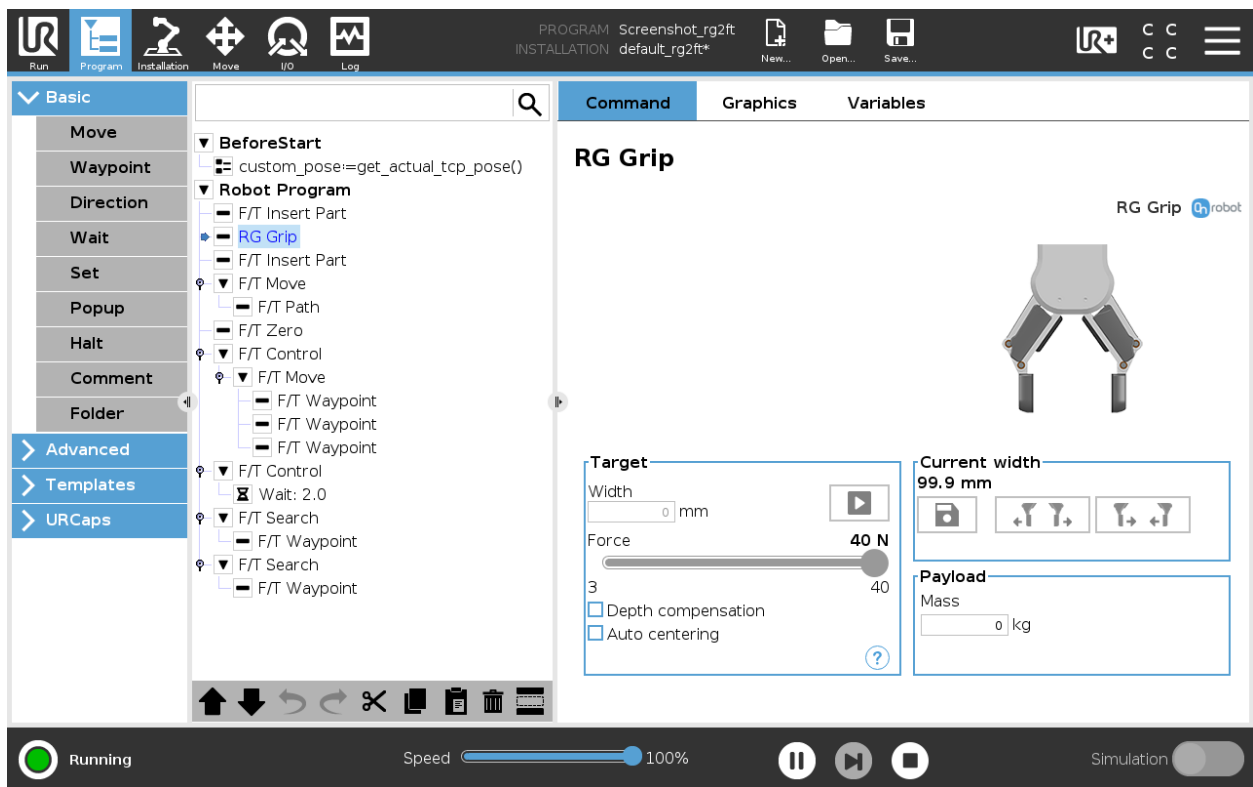 PROGRAM Screenshot_rg2ft
INSTALLATION default_rg2ft*
Run Program Installation Move I/O Log New... Open... Save...
UR+
C C
C C
Basic
Move
Waypoint
Direction
Wait
Set
Popup
Halt
Comment
Folder
Advanced
Templates
URCaps
BeforeStart
custom_pose≔get_actual_tcp_pose()
Robot Program
F/T Insert Part
RG Grip
F/T Insert Part
F/T Move
F/T Path
F/T Zero
F/T Control
F/T Move
F/T Waypoint
F/T Waypoint
F/T Waypoint
F/T Control
Wait: 2.0
F/T Search
F/T Waypoint
F/T Search
F/T Waypoint
Command Graphics Variables
RG Grip
RG Grip On robot
Target
Width
0 mm
Force 40 N
3 40
Depth compensation
Auto centering
?
Current width
99.9 mm
Payload
Mass
0 kg
Running Speed 100% Simulation